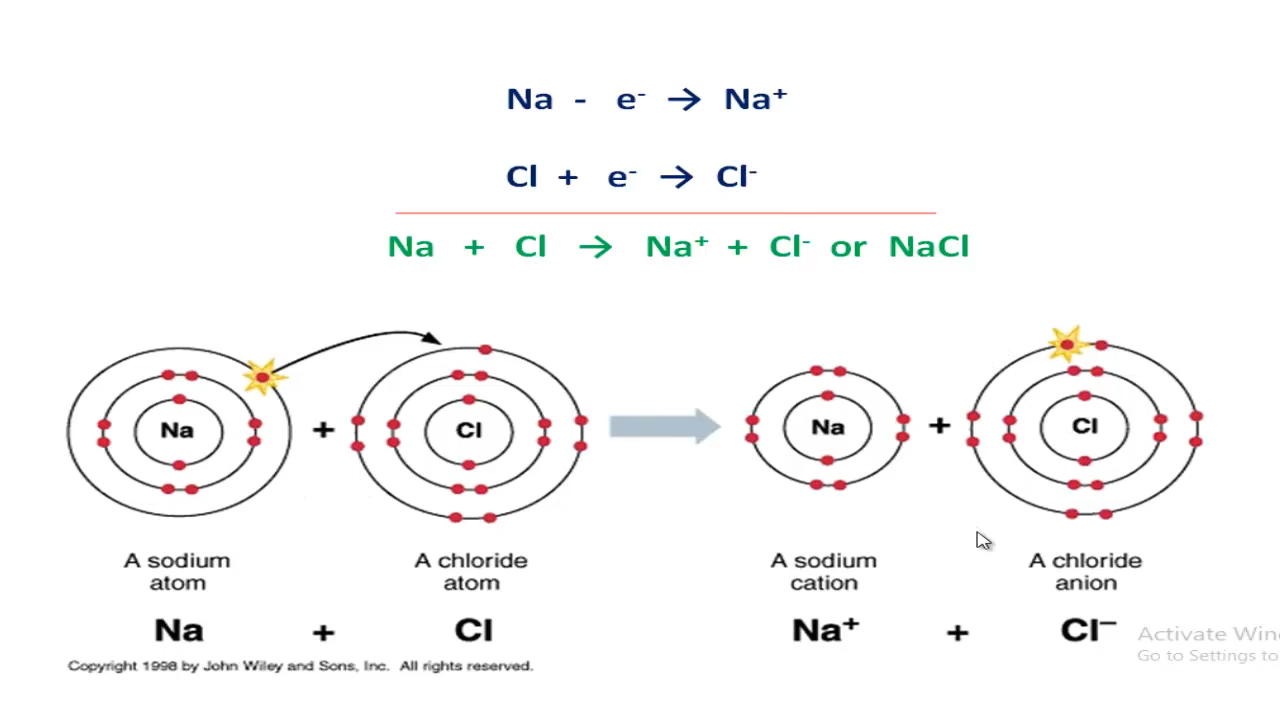 Na - e⁻ → Na⁺
Cl + e⁻ → Cl⁻
Na + Cl → Na⁺ + Cl⁻ or NaCl
Na + Cl Na + Cl
A sodium atom
A chloride atom
A sodium cation
A chloride anion
Na + Cl Na⁺ + Cl⁻
Activate Win
Go to Settings to
Copyright 1998 by John Wiley and Sons, Inc. All rights reserved.